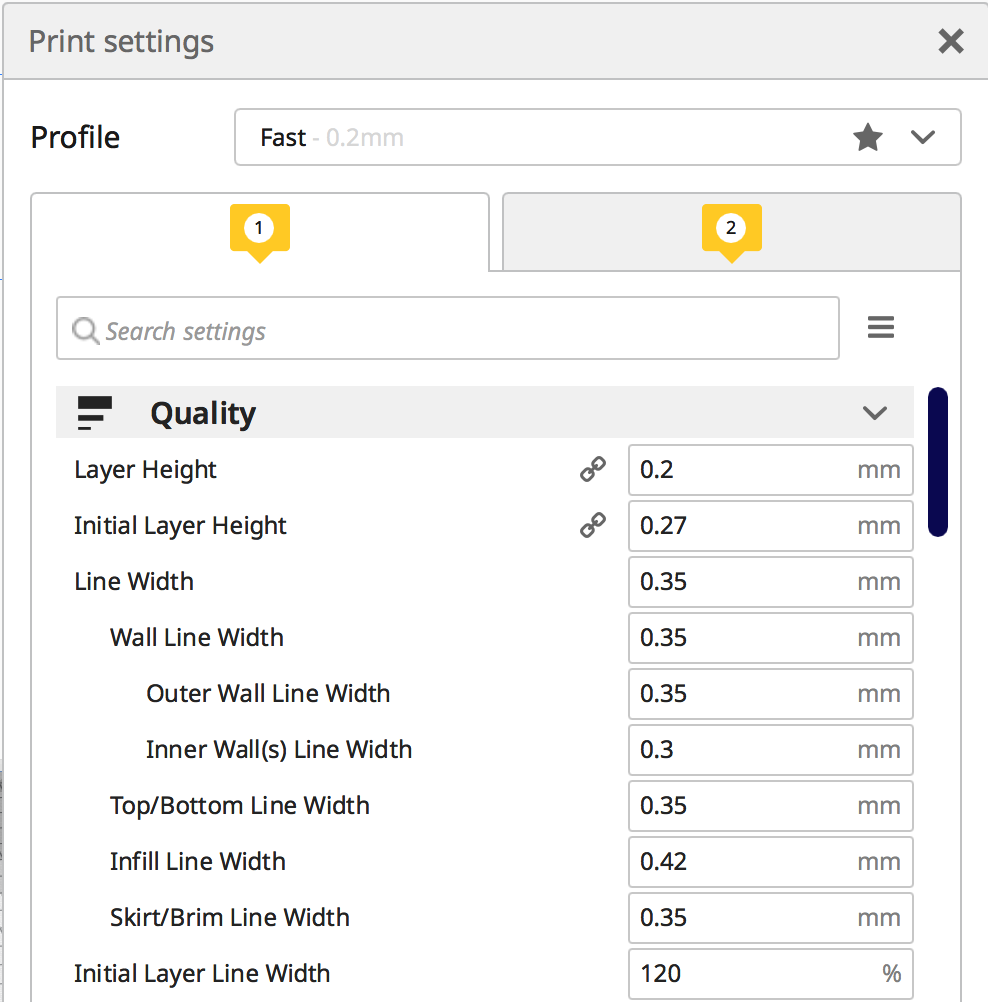 Print settings
Profile
Fast - 0.2mm
1
2
Search settings
Quality
Layer Height 0.2 mm
Initial Layer Height 0.27 mm
Line Width 0.35 mm
Wall Line Width 0.35 mm
Outer Wall Line Width 0.35 mm
Inner Wall(s) Line Width 0.3 mm
Top/Bottom Line Width 0.35 mm
Infill Line Width 0.42 mm
Skirt/Brim Line Width 0.35 mm
Initial Layer Line Width 120 %